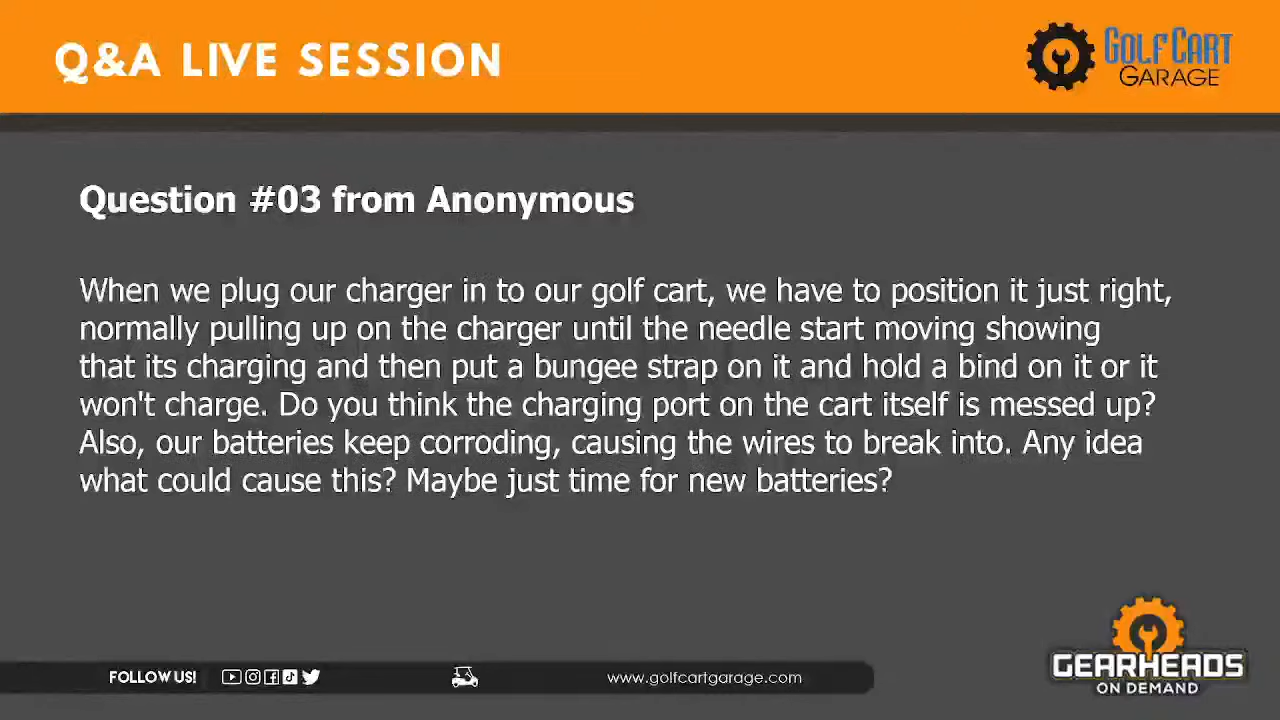 Q&A LIVE SESSION
GOLF CART
GARAGE
Question #03 from Anonymous
When we plug our charger in to our golf cart, we have to position it just right,
normally pulling up on the charger until the needle start moving showing
that its charging and then put a bungee strap on it and hold a bind on it or it
won't charge. Do you think the charging port on the cart itself is messed up?
Also, our batteries keep corroding, causing the wires to break into. Any idea
what could cause this? Maybe just time for new batteries?
GEARHEADS
ON DEMAND
FOLLOW US!
www.golfcartgarage.com